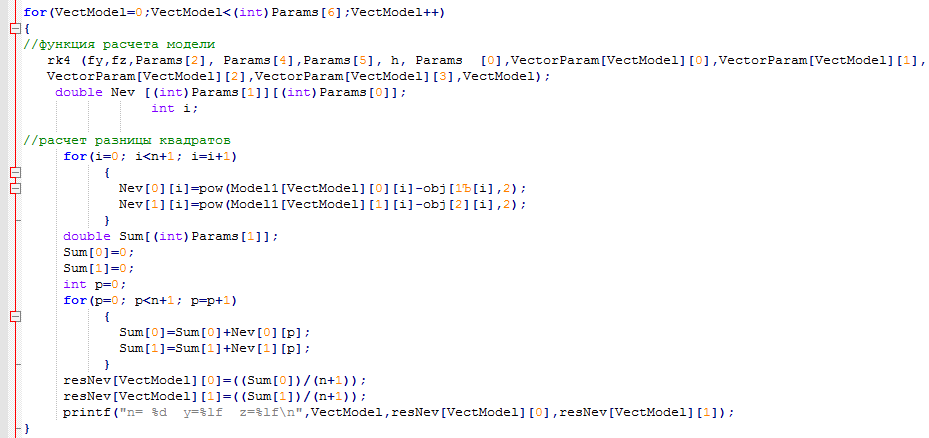 for(VectModel=0;VectModel<(int)Params[6];VectModel++)
{
//функция расчета модели
rk4 (fy,fz,Params[2], Params[4],Params[5], h, Params  [0],VectorParam[VectModel][0],VectorParam[VectModel][1],
VectorParam[VectModel][2],VectorParam[VectModel][3],VectModel);
double Nev [(int)Params[1]][(int)Params[0]];
int i;
//расчет разницы квадратов
for(i=0; i<n+1; i=i+1)
{
Nev[0][i]=pow(Model1[VectModel][0][i]-obj[1Ъ[i],2);
Nev[1][i]=pow(Model1[VectModel][1][i]-obj[2][i],2);
}
double Sum[(int)Params[1]];
Sum[0]=0;
Sum[1]=0;
int p=0;
for(p=0; p<n+1; p=p+1)
{
Sum[0]=Sum[0]+Nev[0][p];
Sum[1]=Sum[1]+Nev[1][p];
}
resNev[VectModel][0]=((Sum[0])/(n+1));
resNev[VectModel][1]=((Sum[1])/(n+1));
printf("n= %d  y=%lf  z=%lf\n",VectModel,resNev[VectModel][0],resNev[VectModel][1]);
}